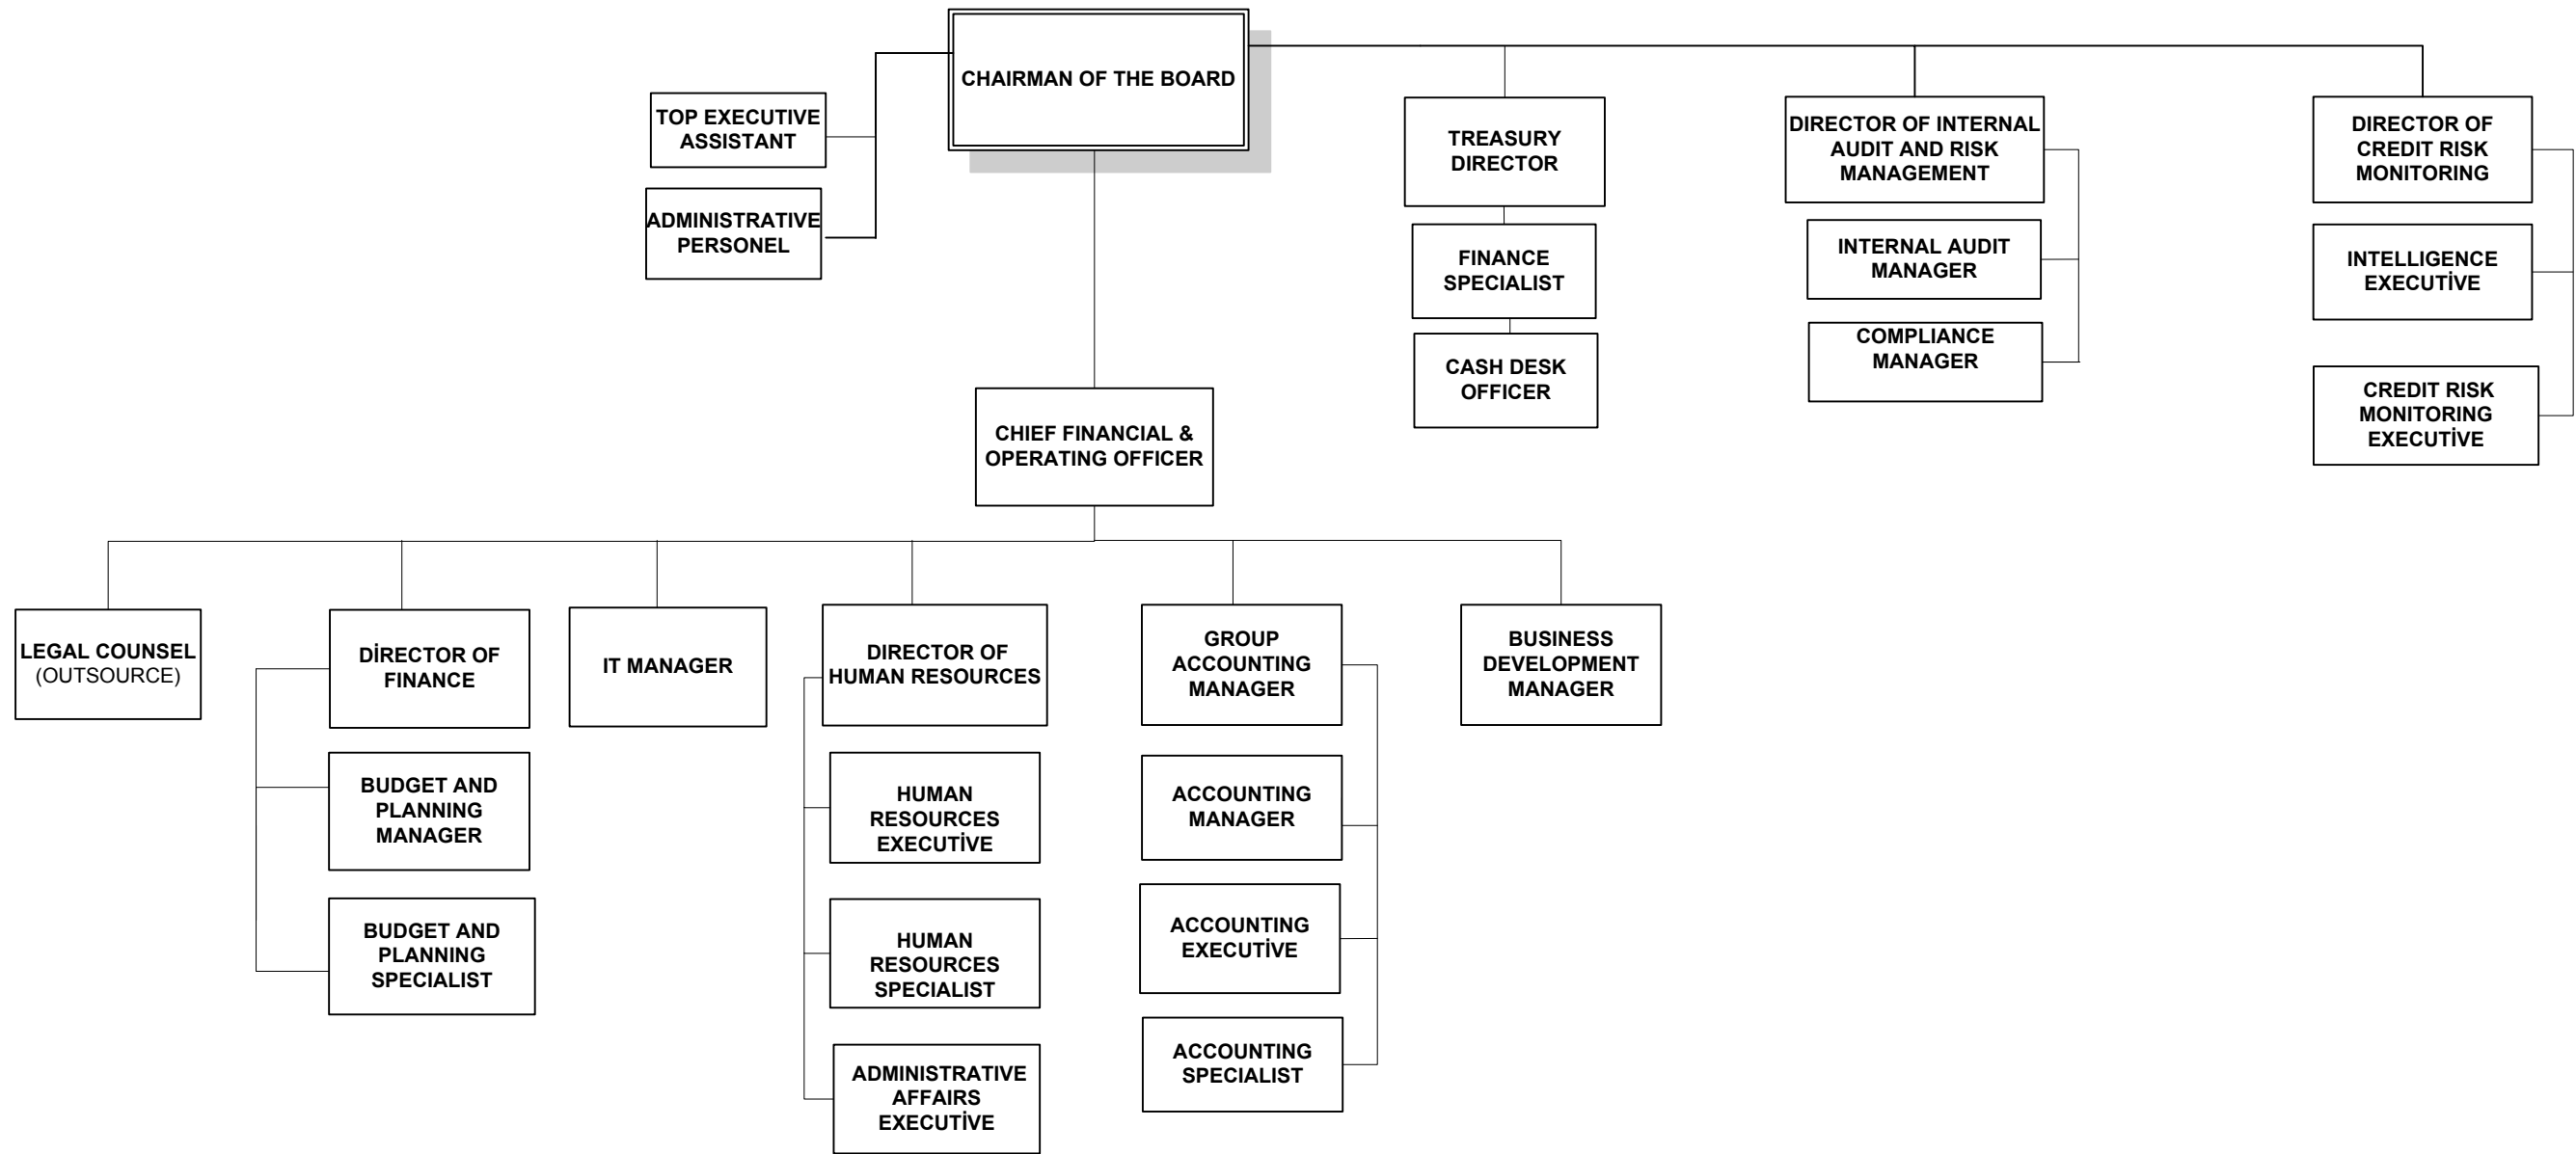 CHAIRMAN OF THE BOARD
TOP EXECUTIVE
ASSISTANT
ADMINISTRATIVE
PERSONEL
TREASURY
DIRECTOR
FINANCE
SPECIALIST
CASH DESK
OFFICER
DIRECTOR OF INTERNAL
AUDIT AND RISK
MANAGEMENT
INTERNAL AUDIT
MANAGER
COMPLIANCE
MANAGER
DIRECTOR OF
CREDIT RISK
MONITORING
INTELLIGENCE
EXECUTİVE
CREDIT RISK
MONITORING
EXECUTİVE
CHIEF FINANCIAL &
OPERATING OFFICER
LEGAL COUNSEL
(OUTSOURCE)
DİRECTOR OF
FINANCE
BUDGET AND
PLANNING
MANAGER
BUDGET AND
PLANNING
SPECIALIST
IT MANAGER
DIRECTOR OF
HUMAN RESOURCES
HUMAN
RESOURCES
EXECUTİVE
HUMAN
RESOURCES
SPECIALIST
ADMINISTRATIVE
AFFAIRS
EXECUTİVE
GROUP
ACCOUNTING
MANAGER
ACCOUNTING
MANAGER
ACCOUNTING
EXECUTİVE
ACCOUNTING
SPECIALIST
BUSINESS
DEVELOPMENT
MANAGER